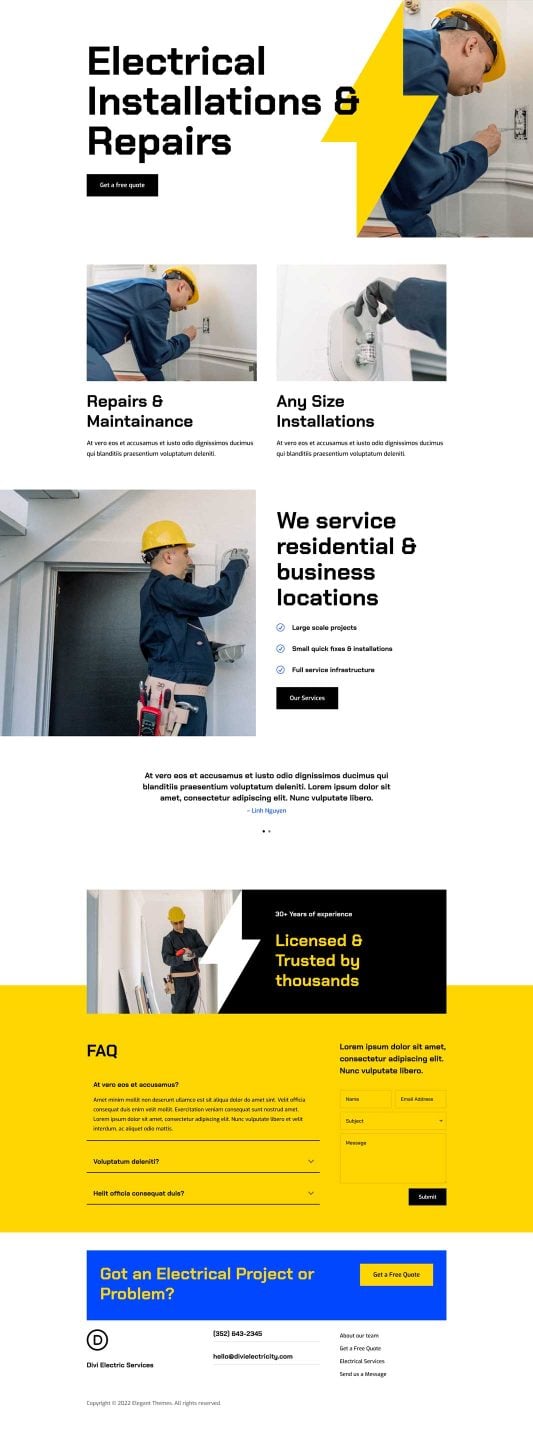 Electrical
Installations &
Repairs
Get a free quote
Repairs &
Maintainance
At vero eos et accusamus et iusto odio dignissimos ducimus
qui blanditiis praesentium voluptatum deleniti.
Any Size
Installations
At vero eos et accusamus et iusto odio dignissimos ducimus
qui blanditiis praesentium voluptatum deleniti.
We service
residential &
business
locations
Large scale projects
Small quick fixes & installations
Full service infrastructure
Our Services
At vero eos et accusamus et iusto odio dignissimos ducimus qui
blanditiis praesentium voluptatum deleniti. Lorem ipsum dolor sit
amet, consectetur adipiscing elit. Nunc vulputate libero.
~ Linh Nguyen
30+ Years of experience
Licensed &
Trusted by
thousands
FAQ
At vero eos et accusamus?
Amet minim mollit non deserunt ullamco est sit aliqua dolor do amet sint. Velit officia
consequat duis enim velit mollit. Exercitation veniam consequat sunt nostrud amet.
Lorem ipsum dolor sit amet, consectetur adipiscing elit. Nunc vulputate libero et velit
interdum, ac aliquet odio mattis.
Voluptatum deleniti?
Helit officia consequat duis?
Lorem ipsum dolor sit amet,
consectetur adipiscing elit.
Nunc vulputate libero.
Name
Email Address
Subject
Message
Submit
Got an Electrical Project or
Problem?
Get a Free Quote
D
Divi Electric Services
(352) 643-2345
hello@divielectricity.com
About our team
Get a Free Quote
Electrical Services
Send us a Message
Copyright © 2022 Elegant Themes. All rights reserved.